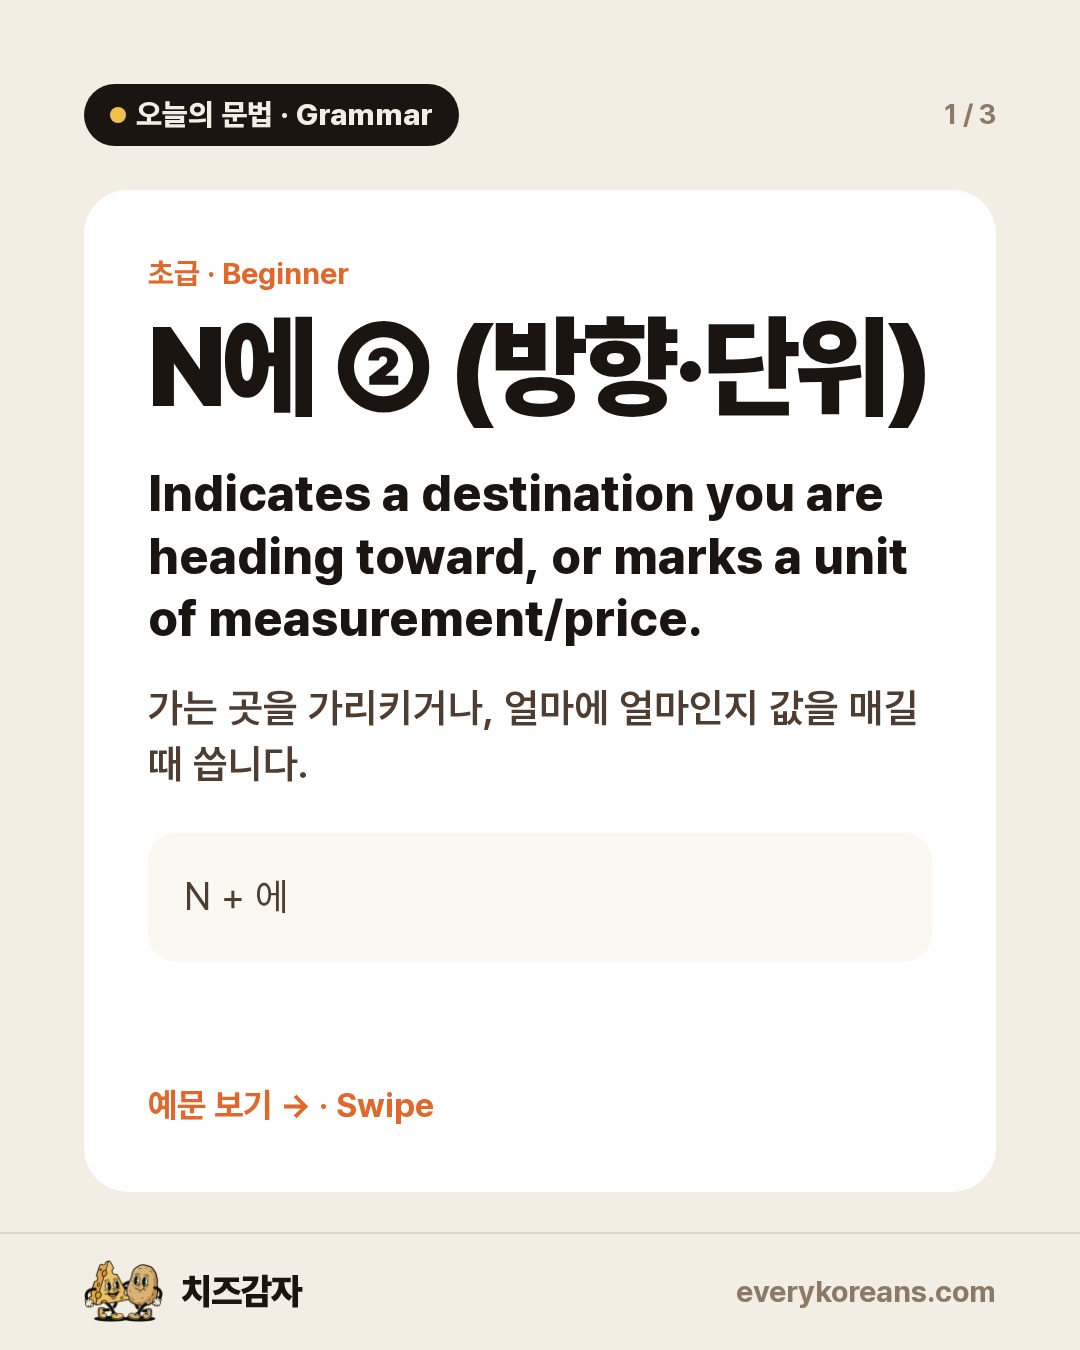 오늘의 문법 · Grammar
1 / 3
초급 · Beginner
N에 ② (방향·단위)
Indicates a destination you are
heading toward, or marks a unit
of measurement/price.
가는 곳을 가리키거나, 얼마에 얼마인지 값을 매길
때 씁니다.
N + 에
예문 보기 → · Swipe
치즈감자
everykoreans.com